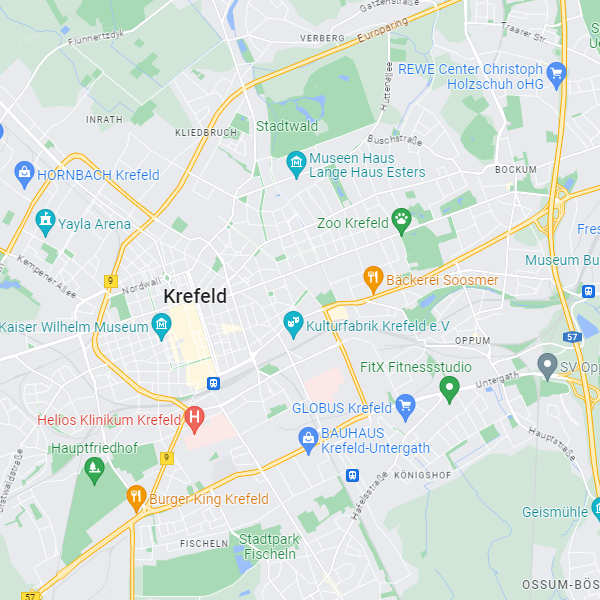 Gatzenstraße
Flünnertzdyk
Europaring
Traarer Str.
VERBERG
REWE Center Christoph
Holzschuh oHG
Hüttenallee
INRATH
KLIEDBRUCH
Stadtwald
Buschstraße
Museen Haus
Lange Haus Esters
BOCKUM
HORNBACH Krefeld
Yayla Arena
Zoo Krefeld
Kempener Allee
Museum Bu
9
Nordwall
Krefeld
Bäckerei Soosmer
Kaiser Wilhelm Museum
Kulturfabrik Krefeld e.V
57
OPPUM
FitX Fitnessstudio
SV Opp
Untergath
GLOBUS Krefeld
H
Helios Klinikum Krefeld
BAUHAUS
Krefeld-Untergath
Hauptstraße
Hauptfriedhof
9
KÖNIGSHOF
Hafelsstraße
Burger King Krefeld
Geismühle
FISCHELN
Stadtpark
Fischeln
OSSUM-BÖS
57